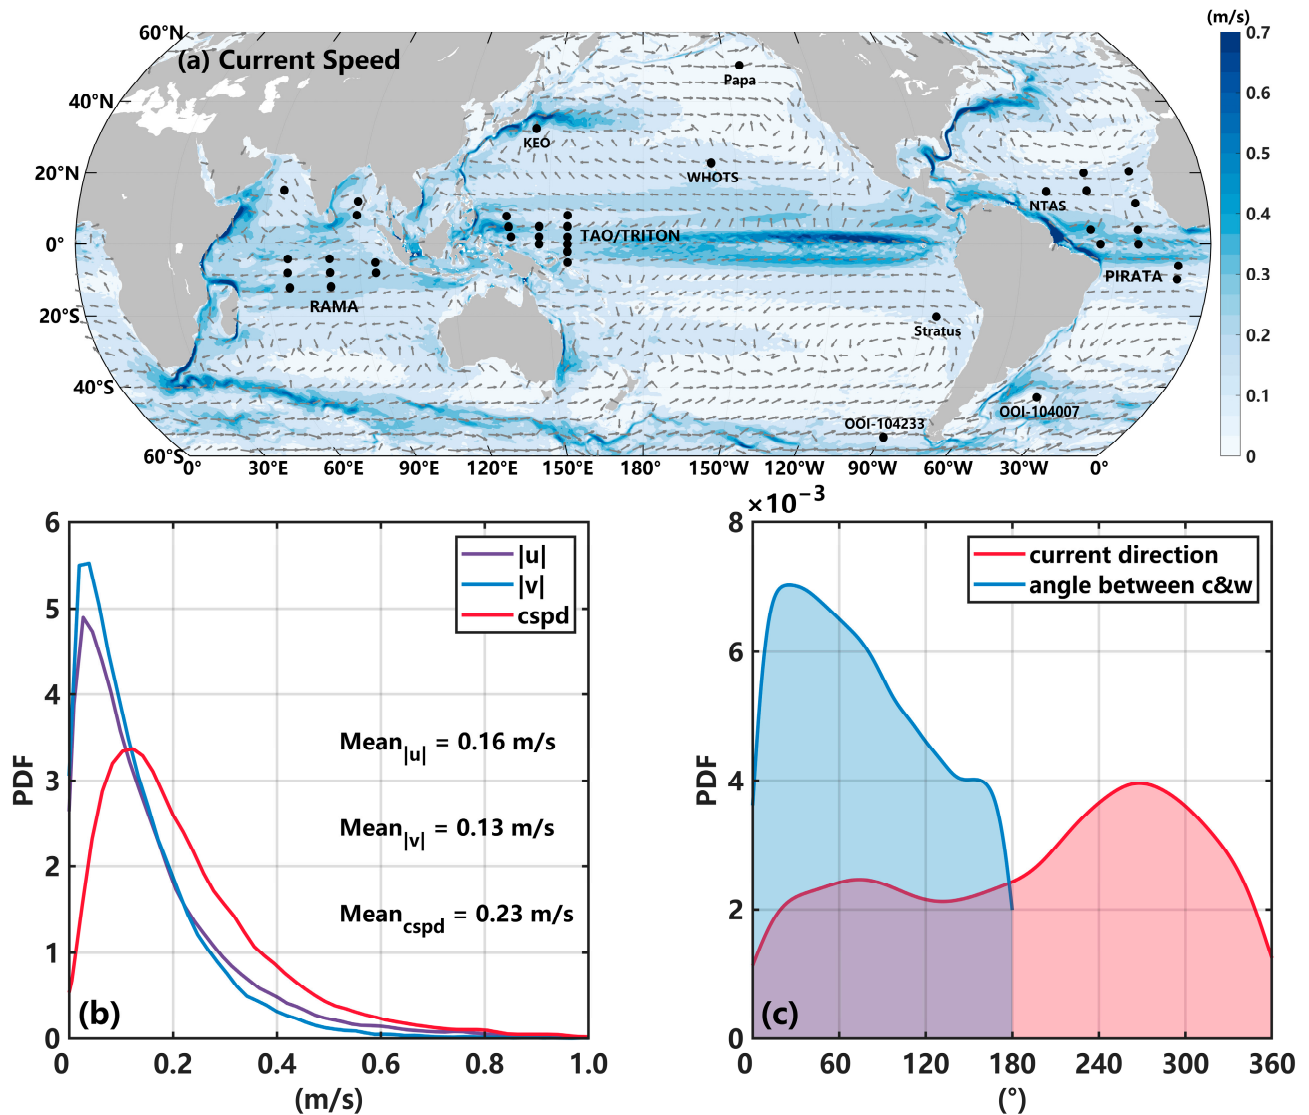 (m/s)
60°N
0.7
(a) Current Speed
Papa
0.6
40°N
KEO
0.5
20°N
WHOTS
NTAS
0.4
TAO/TRITON
0°
0.3
PIRATA
RAMA
20°S
Stratus
0.2
40°S
OOI-104007
0.1
OOI-104233
60°S
0
0° 30°E 60°E 90°E 120°E 150°E 150°W 120°W 90°W 60°W 30°W 0°
×10⁻³
6
|u|
|v|
cspd
5
4
Mean|u| = 0.16 m/s
3
Mean|v| = 0.13 m/s
2
Meancspd = 0.23 m/s
1
(b)
0
PDF
0 0.2 0.4 0.6 0.8 1.0
(m/s)
8
current direction
angle between c&w
6
4
2
(c)
0
PDF
0 60 120 180 240 300 360
(°)